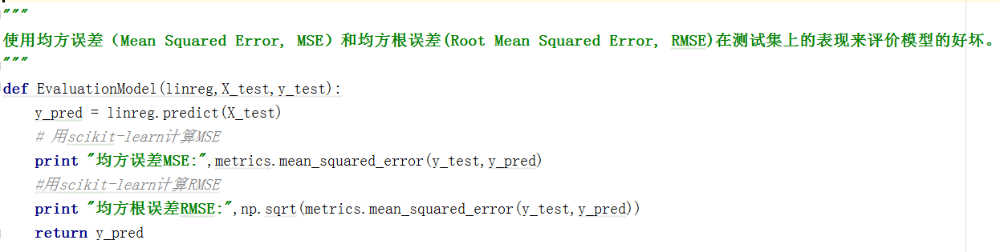 """
使用均方误差（Mean Squared Error, MSE）和均方根误差(Root Mean Squared Error, RMSE)在测试集上的表现来评价模型的好坏。
"""
def EvaluationModel(linreg,X_test,y_test):
    y_pred = linreg.predict(X_test)
    # 用scikit-learn计算MSE
    print "均方误差MSE:",metrics.mean_squared_error(y_test,y_pred)
    #用scikit-learn计算RMSE
    print "均方根误差RMSE:",np.sqrt(metrics.mean_squared_error(y_test,y_pred))
    return y_pred